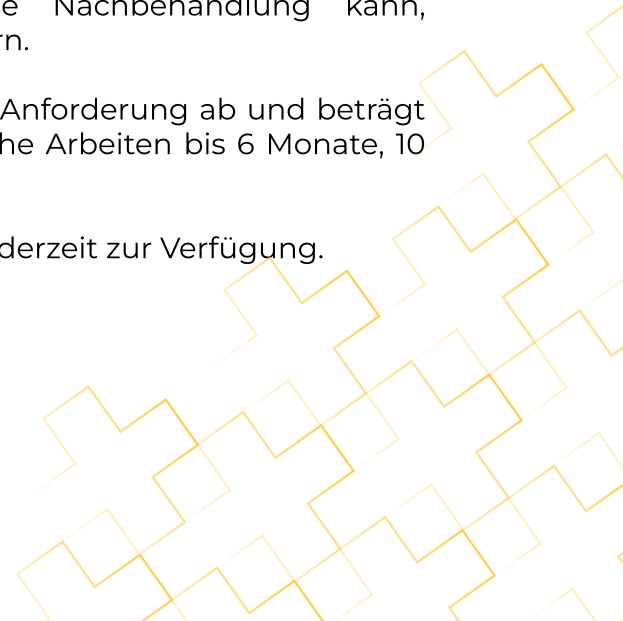 e Nachbehandlung kann,
rn.
Anforderung ab und beträgt
he Arbeiten bis 6 Monate, 10
derzeit zur Verfügung.